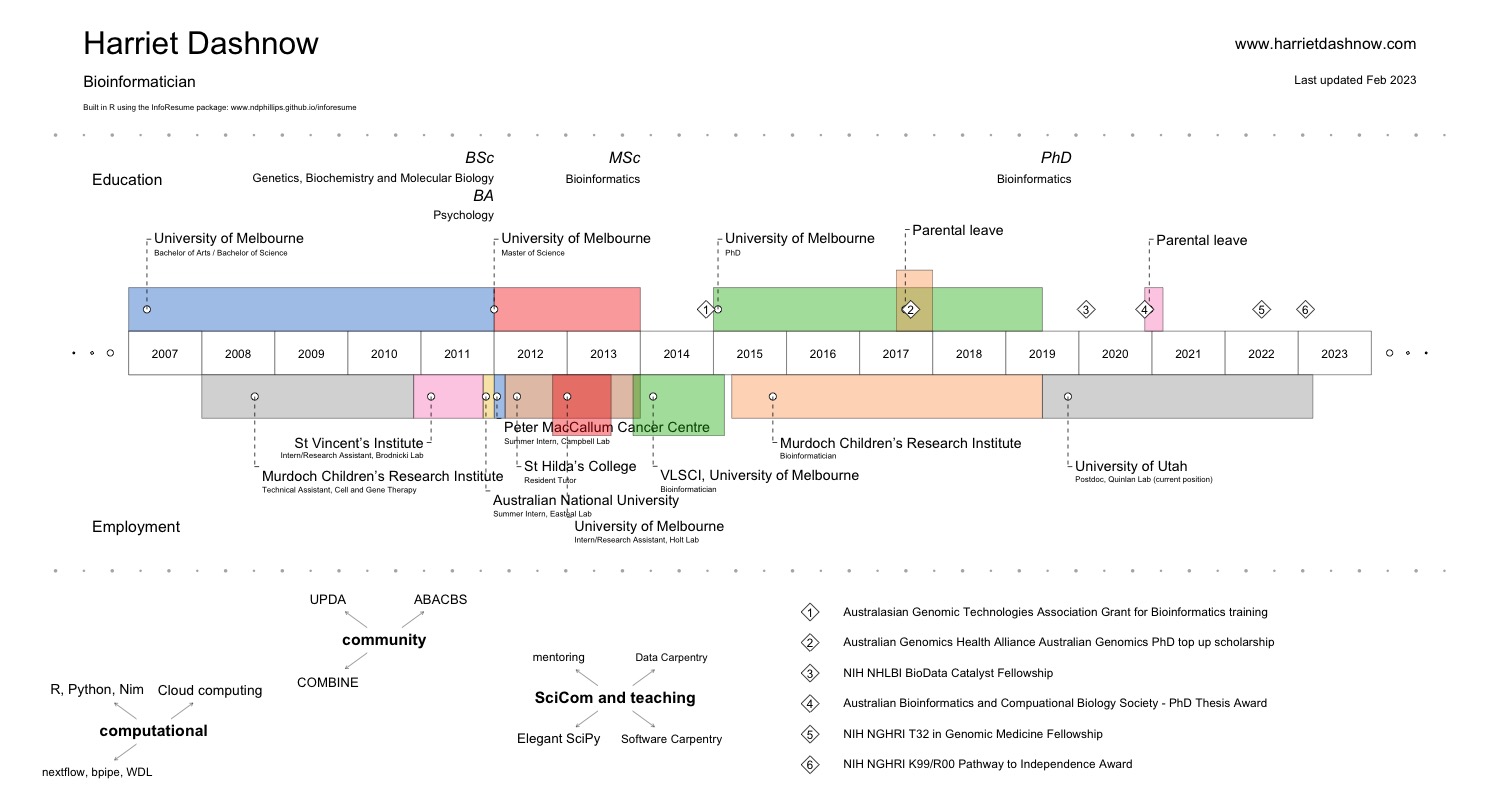 Harriet Dashnow
www.harrietdashnow.com
Bioinformatician
Last updated Feb 2023
Built in R using the InfoResume package: www.ndphillips.github.io/inforesume
Education
BSc
Genetics, Biochemistry and Molecular Biology
BA
Psychology
MSc
Bioinformatics
PhD
Bioinformatics
University of Melbourne
Bachelor of Arts / Bachelor of Science
University of Melbourne
Master of Science
University of Melbourne
PhD
Parental leave
Parental leave
1
2
3
4
5
6
2007
2008
2009
2010
2011
2012
2013
2014
2015
2016
2017
2018
2019
2020
2021
2022
2023
Peter MacCallum Cancer Centre
Summer Intern, Campbell Lab
St Vincent's Institute
Intern/Research Assistant, Brodnicki Lab
Murdoch Children's Research Institute
Technical Assistant, Cell and Gene Therapy
St Hilda's College
Resident Tutor
Australian National University
Summer Intern, Easteal Lab
University of Melbourne
Intern/Research Assistant, Holt Lab
VLSCI, University of Melbourne
Bioinformatician
Murdoch Children's Research Institute
Bioinformatician
University of Utah
Postdoc, Quinlan Lab (current position)
Employment
UPDA
ABACBS
community
COMBINE
R, Python, Nim
Cloud computing
computational
nextflow, bpipe, WDL
mentoring
Data Carpentry
SciCom and teaching
Elegant SciPy
Software Carpentry
1 Australasian Genomic Technologies Association Grant for Bioinformatics training
2 Australian Genomics Health Alliance Australian Genomics PhD top up scholarship
3 NIH NHLBI BioData Catalyst Fellowship
4 Australian Bioinformatics and Compuational Biology Society - PhD Thesis Award
5 NIH NGHRI T32 in Genomic Medicine Fellowship
6 NIH NGHRI K99/R00 Pathway to Independence Award